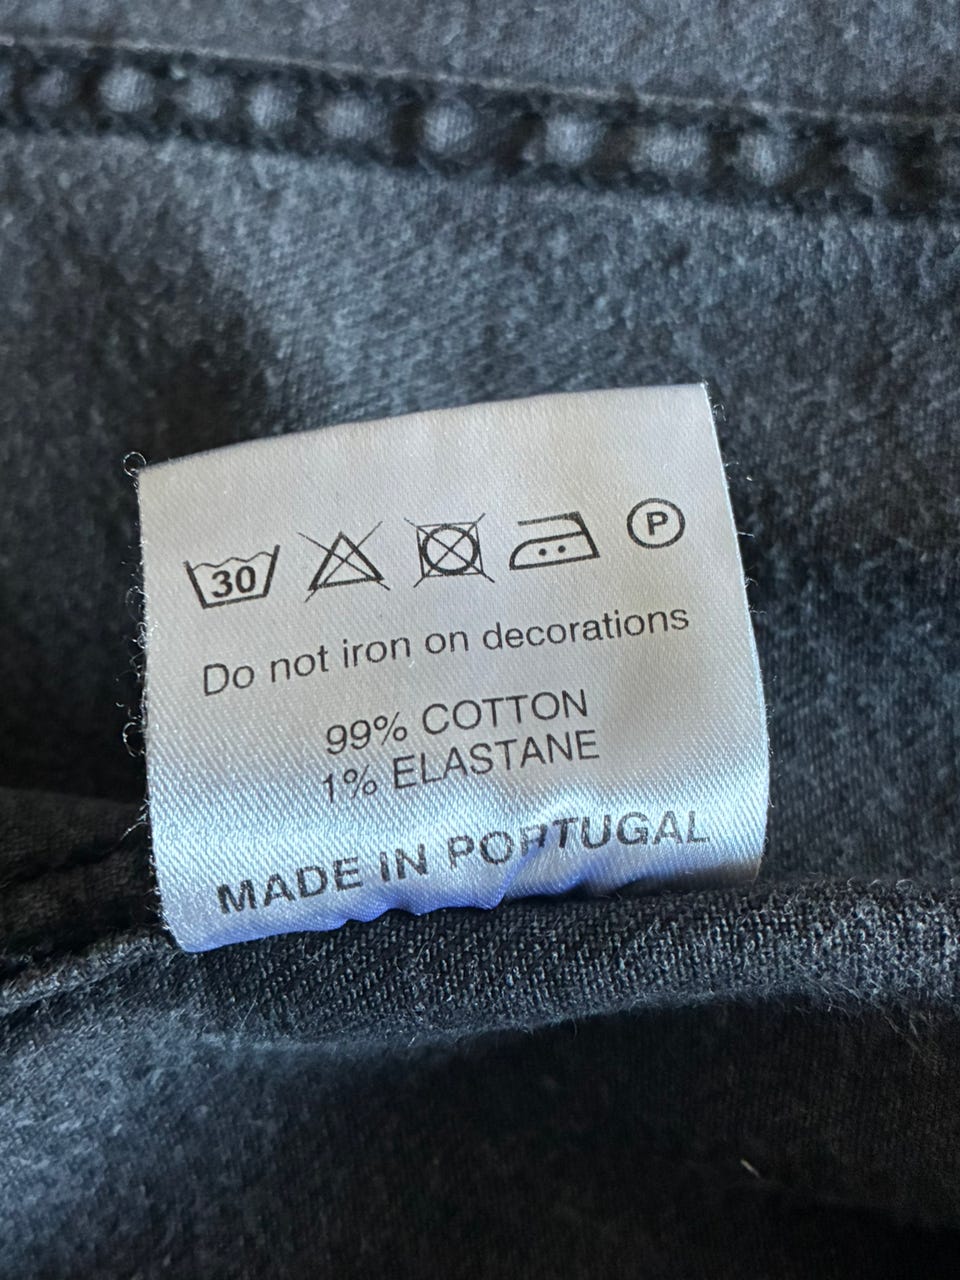 30 P
Do not iron on decorations
99% COTTON
1% ELASTANE
MADE IN PORTUGAL